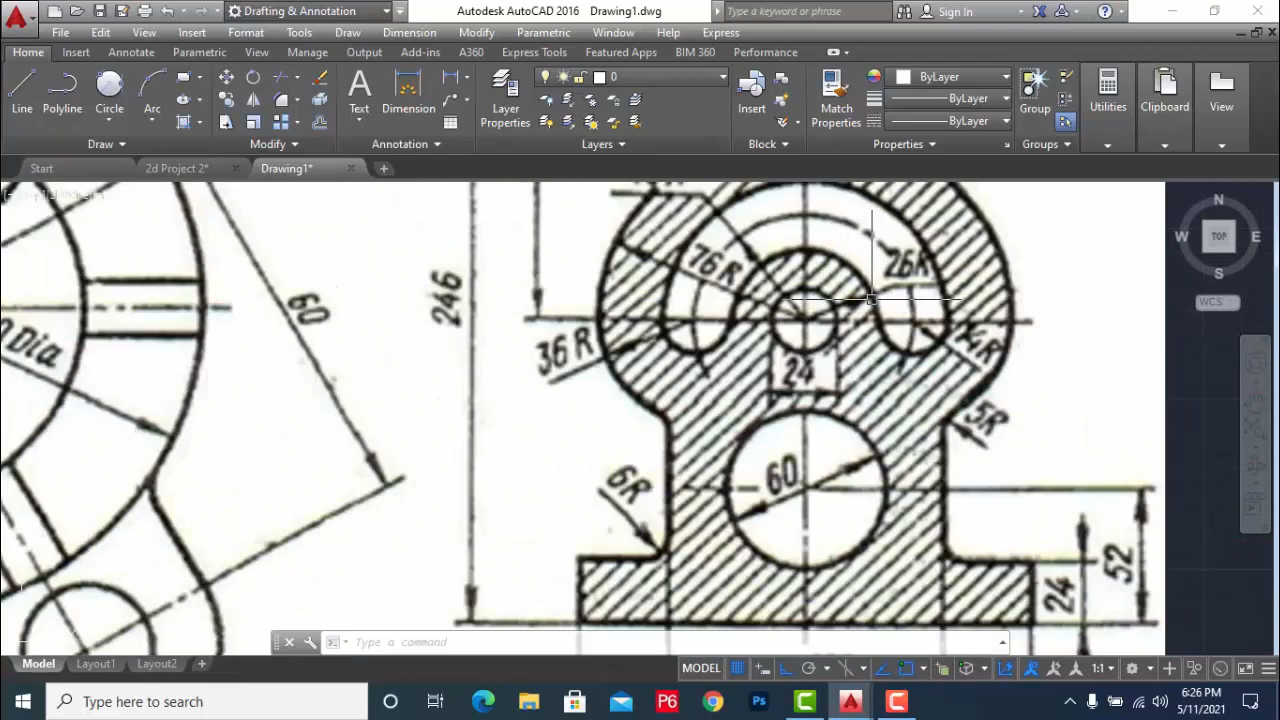 Drafting & Annotation
Autodesk AutoCAD 2016 Drawing1.dwg
Type a keyword or phrase
Sign In
File Edit View Insert Format Tools Draw Dimension Modify Parametric Window Help Express
Home Insert Annotate Parametric View Manage Output Add-ins A360 Express Tools Featured Apps BIM 360 Performance
Line Polyline Circle Arc
Text Dimension
Layer Properties
0
Insert
Match Properties
ByLayer
ByLayer
ByLayer
Group
Utilities Clipboard View
Draw Modify Annotation Layers Block Properties Groups
Start 2d Project 2* Drawing1*
N
W TOP E
S
WCS
76 R
26R
246
60
Dia
36 R
14R
24
5R
60
6R
52
24
Type a command
Model Layout1 Layout2
MODEL
1:1
Type here to search
P6
Ps
6:26 PM
5/11/2021